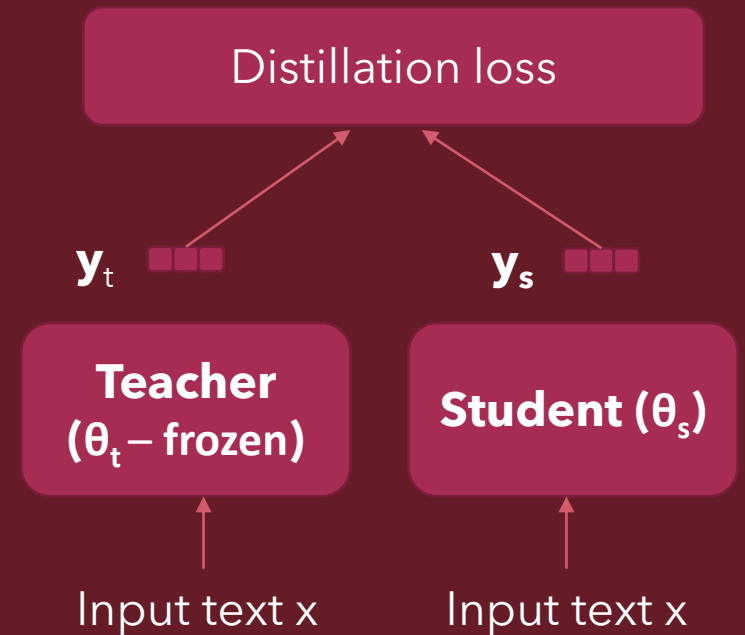 Distillation loss
yₜ
yₛ
Teacher
(θₜ – frozen)
Student (θₛ)
Input text x
Input text x